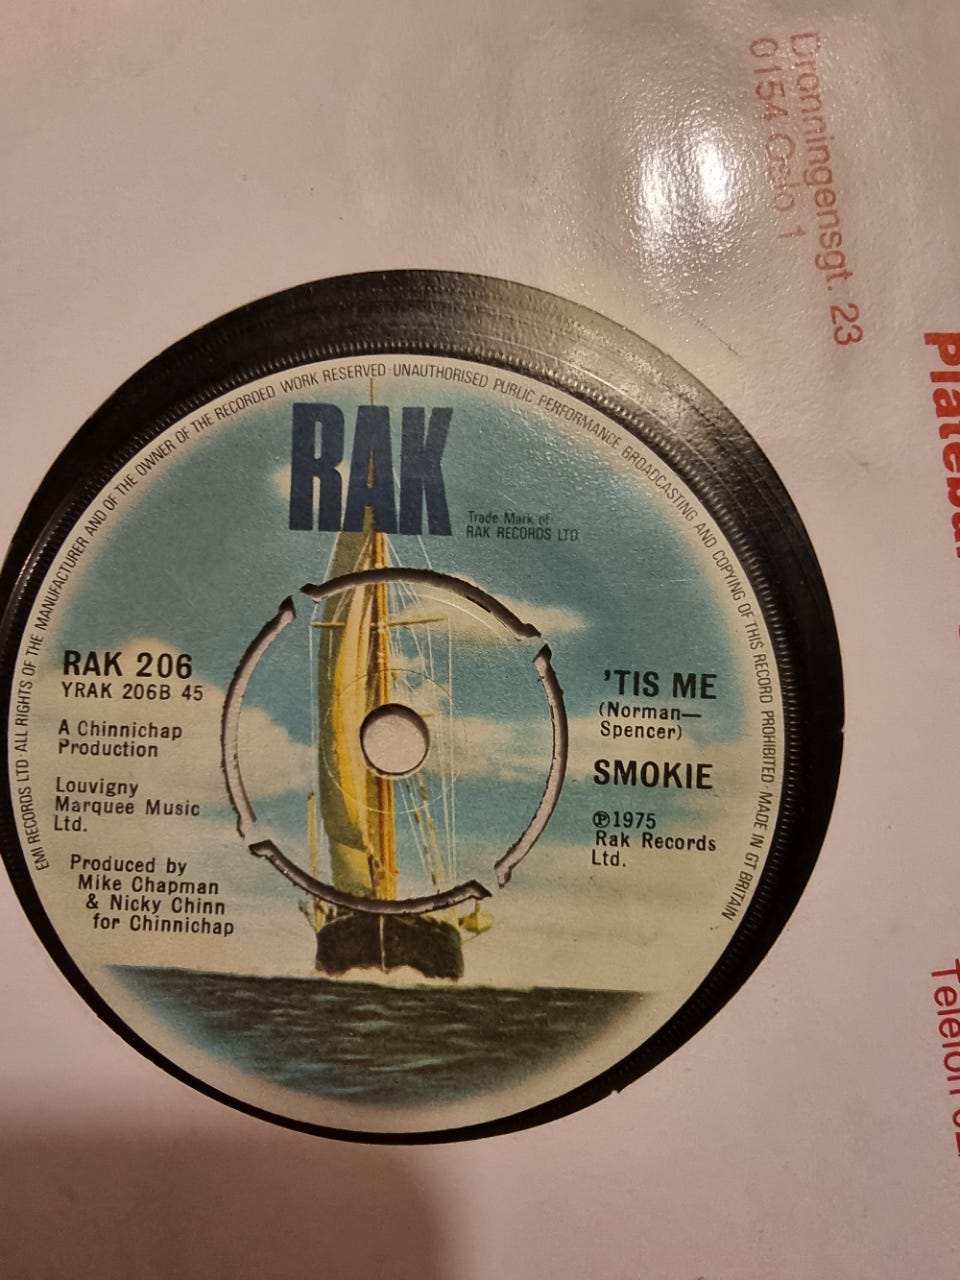 Dronningensgt. 23
0154 Oslo 1
EMI RECORDS LTD · ALL RIGHTS OF THE MANUFACTURER AND OF THE OWNER OF THE RECORDED WORK RESERVED · UNAUTHORISED PUBLIC PERFORMANCE BROADCASTING AND COPYING OF THIS RECORD PROHIBITED · MADE IN GT BRITAIN
RAK
Trade Mark of
RAK RECORDS LTD
RAK 206
YRAK 206B 45
A Chinnichap
Production
Louvigny
Marquee Music
Ltd.
Produced by
Mike Chapman
& Nicky Chinn
for Chinnichap
'TIS ME
(Norman—
Spencer)
SMOKIE
℗1975
Rak Records
Ltd.